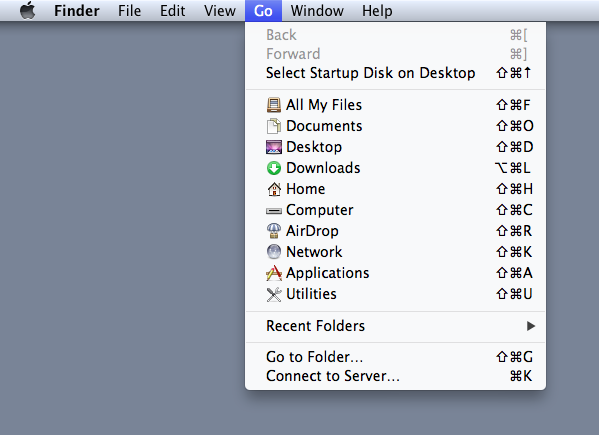 Finder File Edit View Go Window Help
Back ⌘[
Forward ⌘]
Select Startup Disk on Desktop ⇧⌘↑
All My Files ⇧⌘F
Documents ⇧⌘O
Desktop ⇧⌘D
Downloads ⌥⌘L
Home ⇧⌘H
Computer ⇧⌘C
AirDrop ⇧⌘R
Network ⇧⌘K
Applications ⇧⌘A
Utilities ⇧⌘U
Recent Folders ▶
Go to Folder... ⇧⌘G
Connect to Server... ⌘K